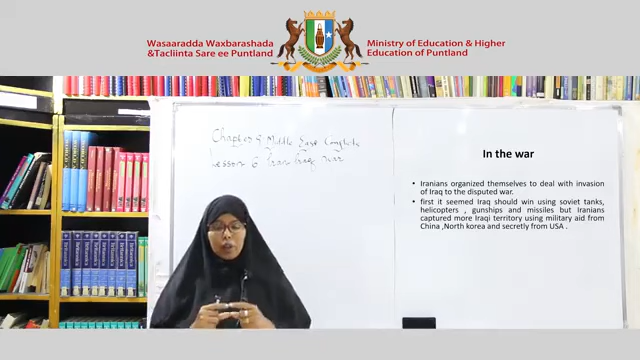 Wasaaradda Waxbarashada
&Tacliinta Sare ee Puntland
Ministry of Education & Higher
Education of Puntland
Chapter 8 Middle East Conflicts
Lesson 6 Iran Iraq war
In the war
• Iranians organized themselves to deal with invasion
of Iraq to the disputed war.
• first it seemed Iraq should win using soviet tanks,
helicopters , gunships and missiles but Iranians
captured more Iraqi territory using military aid from
China ,North korea and secretly from USA .